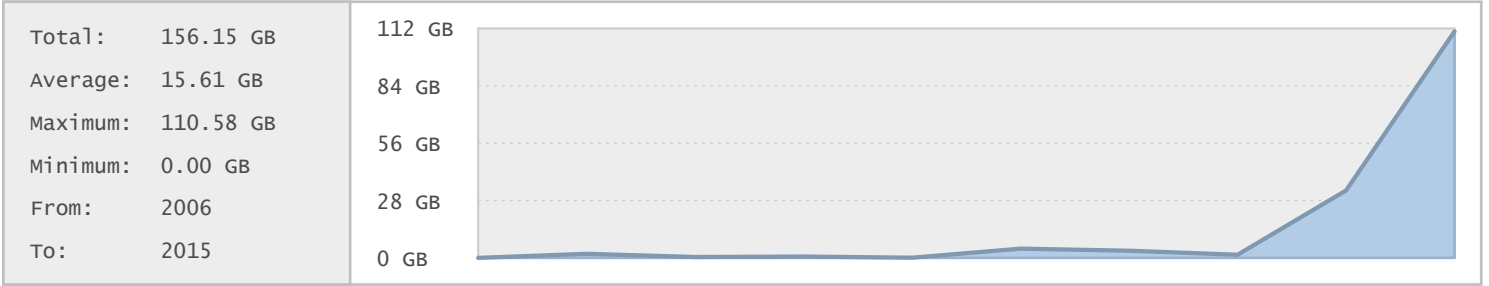 Total: 156.15 GB
Average: 15.61 GB
Maximum: 110.58 GB
Minimum: 0.00 GB
From: 2006
To: 2015
112 GB
84 GB
56 GB
28 GB
0 GB